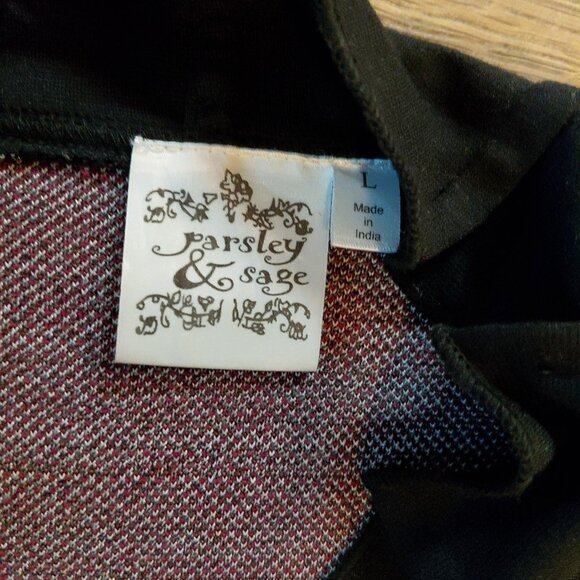 parsley
& sage
L
Made
in
India